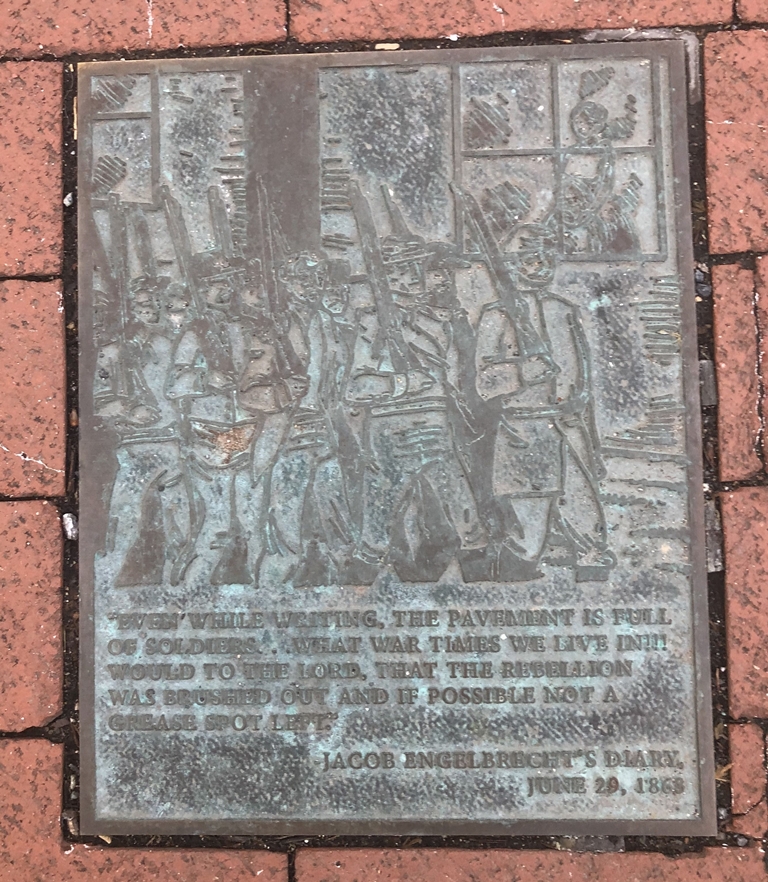 "EVEN WHILE WRITING, THE PAVEMENT IS FULL
OF SOLDIERS. . .WHAT WAR TIMES WE LIVE IN!!!
WOULD TO THE LORD, THAT THE REBELLION
WAS BRUSHED OUT AND IF POSSIBLE NOT A
GREASE SPOT LEFT."
-JACOB ENGELBRECHT'S DIARY,
JUNE 29, 1863